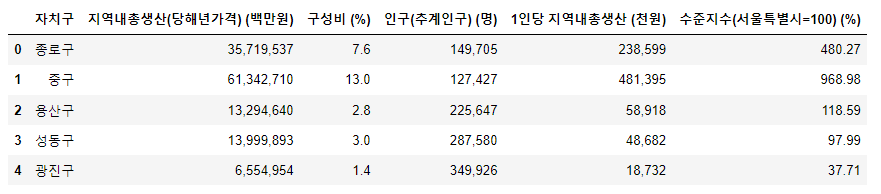 자치구 지역내총생산(당해년가격) (백만원) 구성비 (%) 인구(추계인구) (명) 1인당 지역내총생산 (천원) 수준지수(서울특별시=100) (%)
0 종로구 35,719,537 7.6 149,705 238,599 480.27
1 중구 61,342,710 13.0 127,427 481,395 968.98
2 용산구 13,294,640 2.8 225,647 58,918 118.59
3 성동구 13,999,893 3.0 287,580 48,682 97.99
4 광진구 6,554,954 1.4 349,926 18,732 37.71